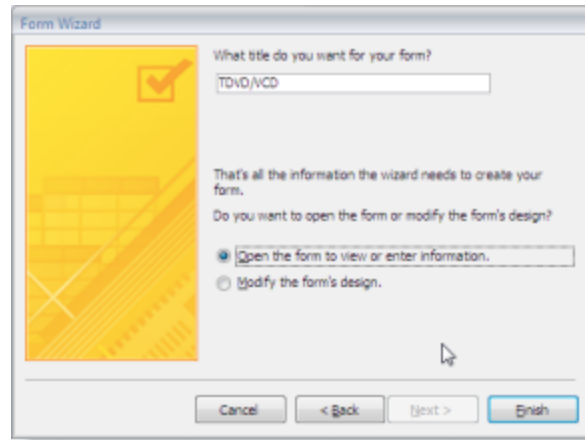 Form Wizard
What title do you want for your form?
TDVD/VCD
That's all the information the wizard needs to create your
form.
Do you want to open the form or modify the form's design?
Open the form to view or enter information.
Modify the form's design.
Cancel
< Back
Next >
Finish